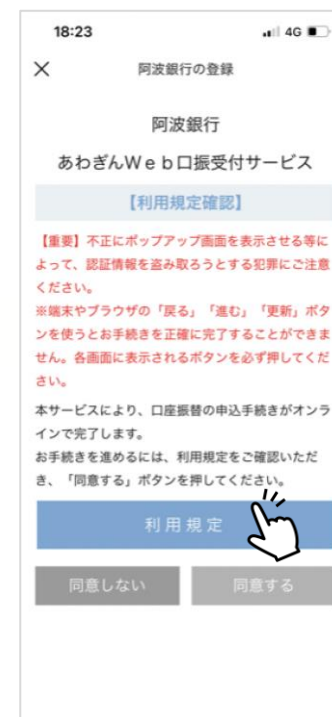 18:23
4G
× 阿波銀行の登録
阿波銀行
あわぎんWeb口振受付サービス
【利用規定確認】
【重要】不正にポップアップ画面を表示させる等に
よって、認証情報を盗み取ろうとする犯罪にご注意
ください。
※端末やブラウザの「戻る」「進む」「更新」ボタ
ンを使うとお手続きを正確に完了することができま
せん。各画面に表示されるボタンを必ず押してくだ
さい。
本サービスにより、口座振替の申込手続きがオンラ
インで完了します。
お手続きを進めるには、利用規定をご確認いただ
き、「同意する」ボタンを押してください。
利用規定
同意しない
同意する